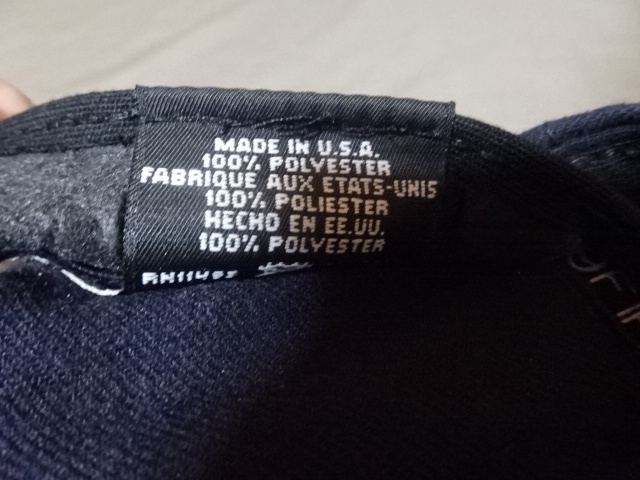 MADE IN U.S.A.
100% POLYESTER
FABRIQUE AUX ETATS-UNIS
100% POLIESTER
HECHO EN EE.UU.
100% POLYESTER